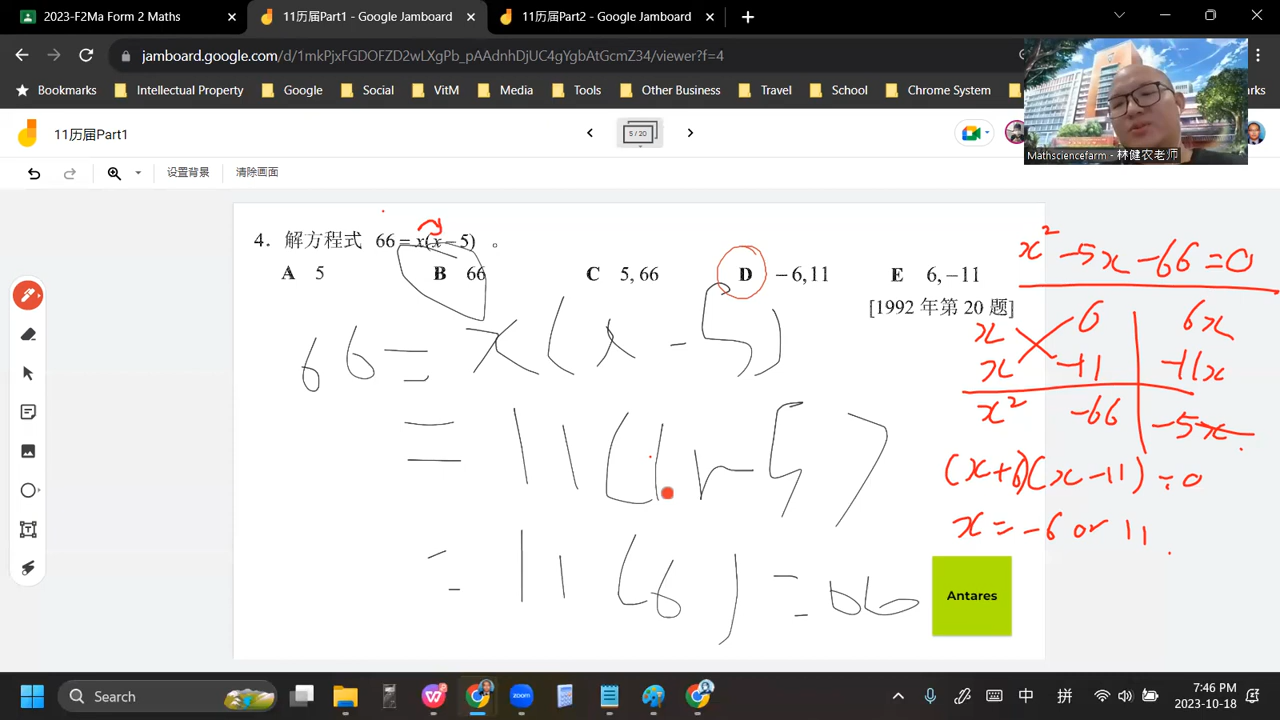 2023-F2Ma Form 2 Maths
11历届Part1 - Google Jamboard
11历届Part2 - Google Jamboard
jamboard.google.com/d/
viewer?f=4
Bookmarks
Intellectual Property
Google
Social
VitM
Media
Tools
Other Business
Travel
School
Chrome System
11历届Part1
5 / 20
设置背景
清除画面
Mathsciencefarm - 林健农老师
4. 解方程式 66 = x(x − 5) 。
A 5
B 66
C 5, 66
D − 6, 11
E 6, −11
[1992 年第 20 题]
66 = x(x - 5)
= 11(11 - 5)
= 11(6) = 66
Antares
x² - 5x - 66 = 0
x 6 6x
x -11 -11x
x² -66 -5x
(x+6)(x-11) = 0
x = -6 or 11
Search
中
拼
7:46 PM
2023-10-18